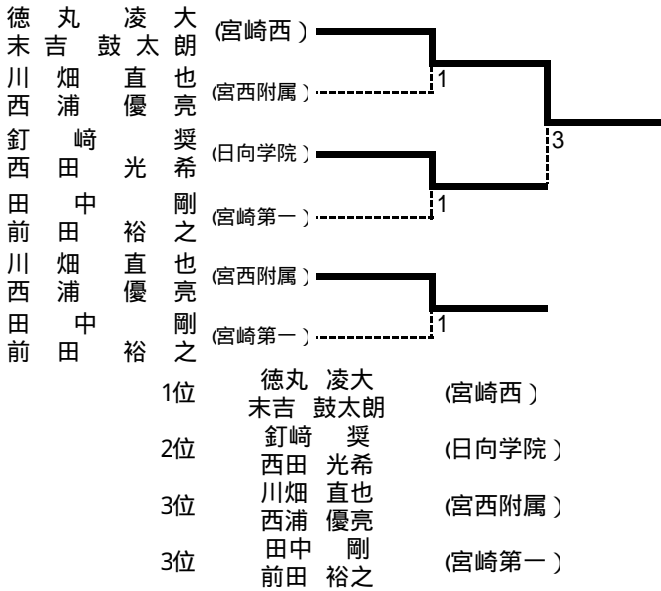 徳丸 凌大 (宮崎西)
末吉 鼓太朗
1
川畑 直也 (宮西附属)
西浦 優亮
3
釘﨑 奨 (日向学院)
西田 光希
1
田中 剛 (宮崎第一)
前田 裕之
川畑 直也 (宮西附属)
西浦 優亮
1
田中 剛 (宮崎第一)
前田 裕之
1位 徳丸 凌大 (宮崎西)
末吉 鼓太朗
2位 釘﨑 奨 (日向学院)
西田 光希
3位 川畑 直也 (宮西附属)
西浦 優亮
3位 田中 剛 (宮崎第一)
前田 裕之